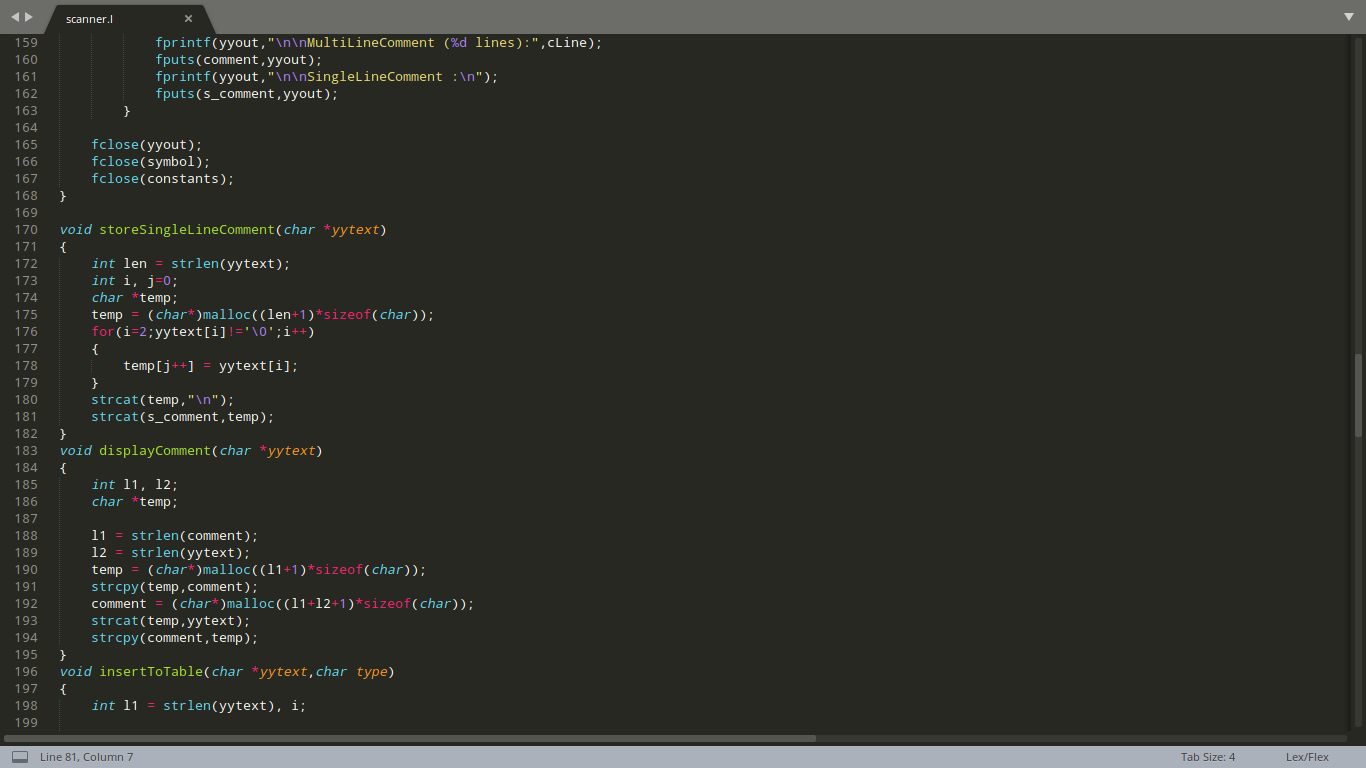 scanner.l
159 fprintf(yyout,"\n\nMultiLineComment (%d lines):",cLine);
160 fputs(comment,yyout);
161 fprintf(yyout,"\n\nSingleLineComment :\n");
162 fputs(s_comment,yyout);
163 }
164
165 fclose(yyout);
166 fclose(symbol);
167 fclose(constants);
168 }
169
170 void storeSingleLineComment(char *yytext)
171 {
172 int len = strlen(yytext);
173 int i, j=0;
174 char *temp;
175 temp = (char*)malloc((len+1)*sizeof(char));
176 for(i=2;yytext[i]!='\0';i++)
177 {
178 temp[j++] = yytext[i];
179 }
180 strcat(temp,"\n");
181 strcat(s_comment,temp);
182 }
183 void displayComment(char *yytext)
184 {
185 int l1, l2;
186 char *temp;
187
188 l1 = strlen(comment);
189 l2 = strlen(yytext);
190 temp = (char*)malloc((l1+1)*sizeof(char));
191 strcpy(temp,comment);
192 comment = (char*)malloc((l1+l2+1)*sizeof(char));
193 strcat(temp,yytext);
194 strcpy(comment,temp);
195 }
196 void insertToTable(char *yytext,char type)
197 {
198 int l1 = strlen(yytext), i;
199
Line 81, Column 7
Tab Size: 4
Lex/Flex